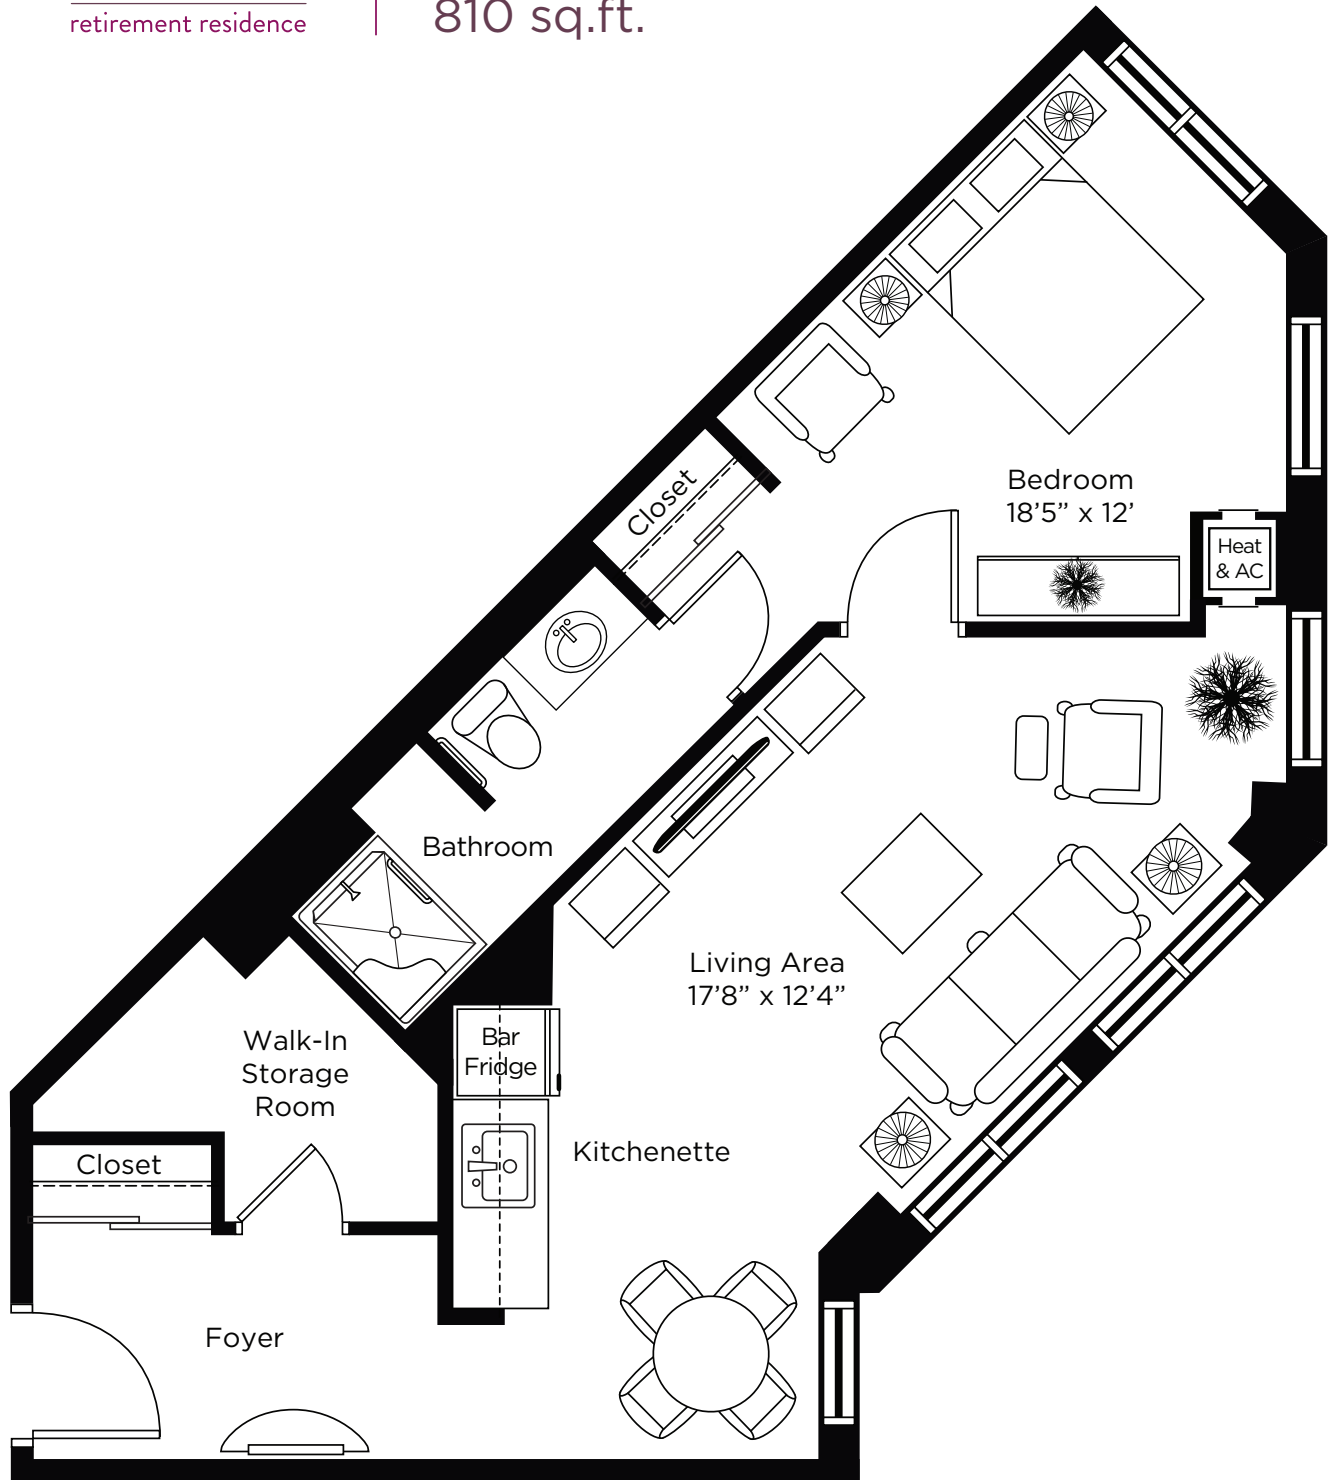 retirement residence
810 sq.ft.
Closet
Bedroom
18'5” x 12'
Heat
& AC
Bathroom
Living Area
17'8” x 12'4”
Walk-In
Storage
Room
Bar
Fridge
Closet
Kitchenette
Foyer